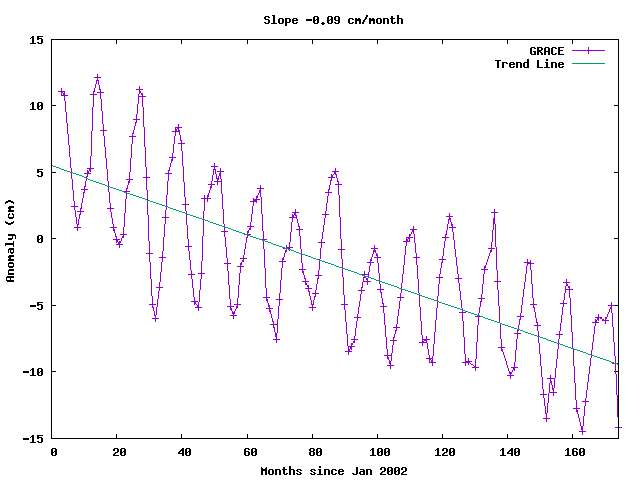 Slope -0.09 cm/month
GRACE
Trend Line
Anomaly (cm)
15
10
5
0
-5
-10
-15
0 20 40 60 80 100 120 140 160
Months since Jan 2002